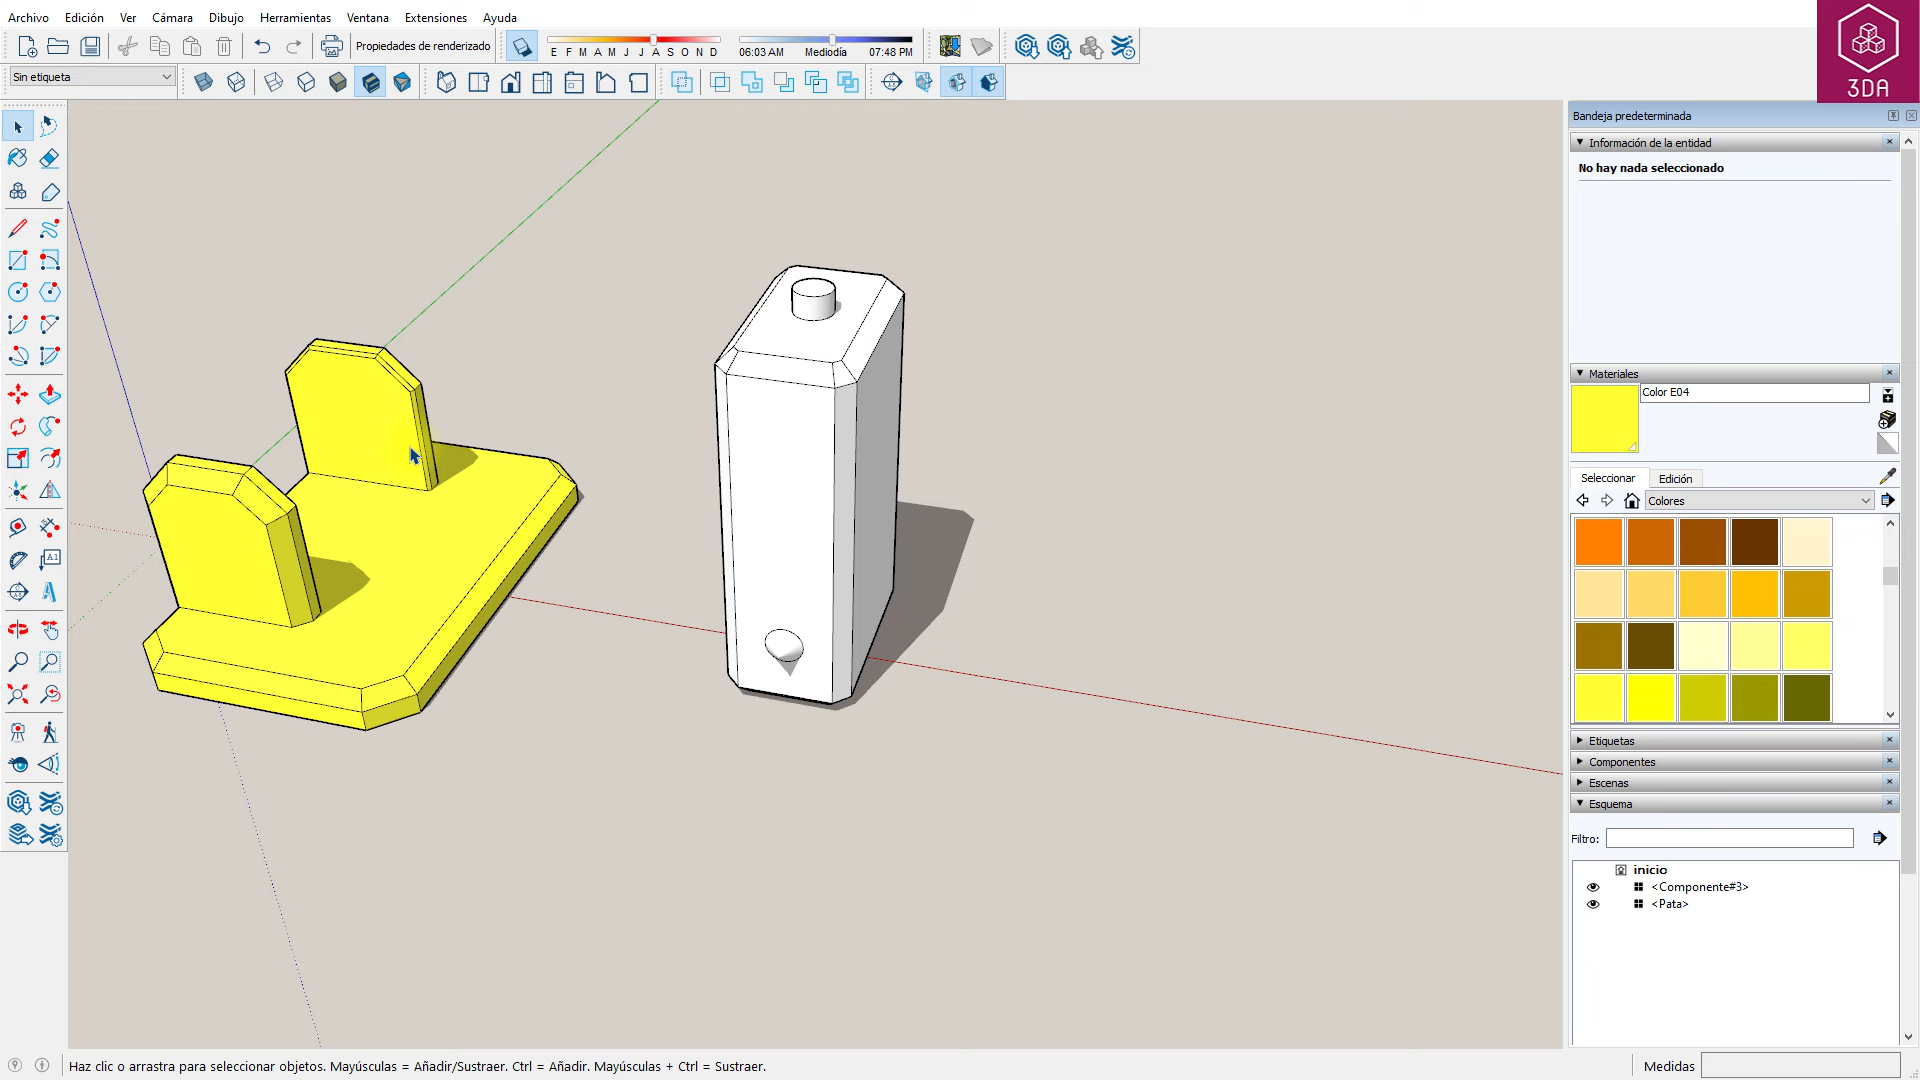 Archivo Edición Ver Cámara Dibujo Herramientas Ventana Extensiones Ayuda
Propiedades de renderizado
E F M A M J J A S O N D
06:03 AM Mediodía 07:48 PM
Sin etiqueta
3DA
Bandeja predeterminada
Información de la entidad
No hay nada seleccionado
Materiales
Color E04
Seleccionar Edición
Colores
Etiquetas
Componentes
Escenas
Esquema
Filtro:
inicio
<Componente#3>
<Pata>
Haz clic o arrastra para seleccionar objetos. Mayúsculas = Añadir/Sustraer. Ctrl = Añadir. Mayúsculas + Ctrl = Sustraer.
Medidas